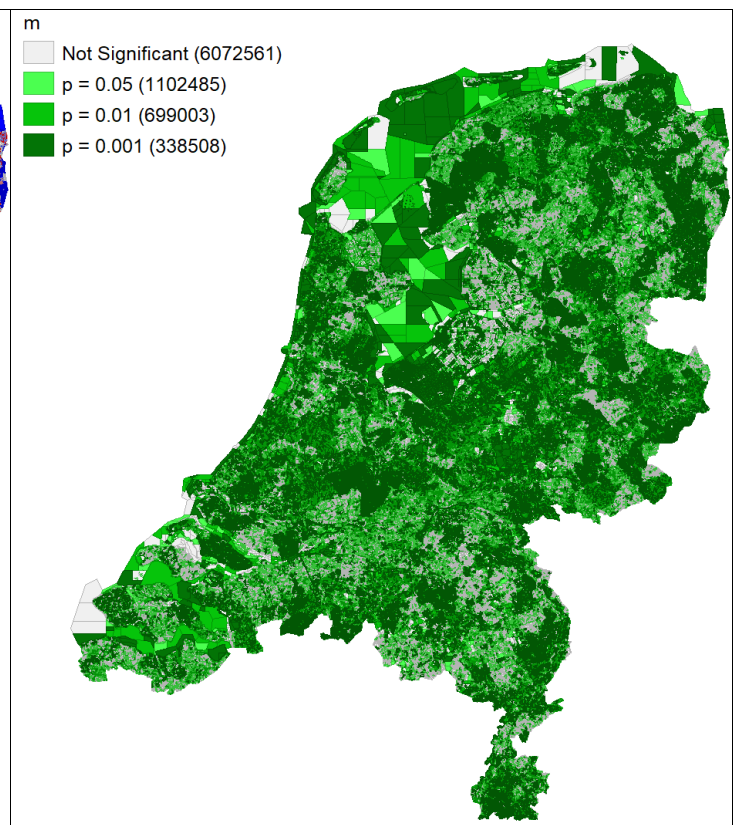 m
Not Significant (6072561)
p = 0.05 (1102485)
p = 0.01 (699003)
p = 0.001 (338508)